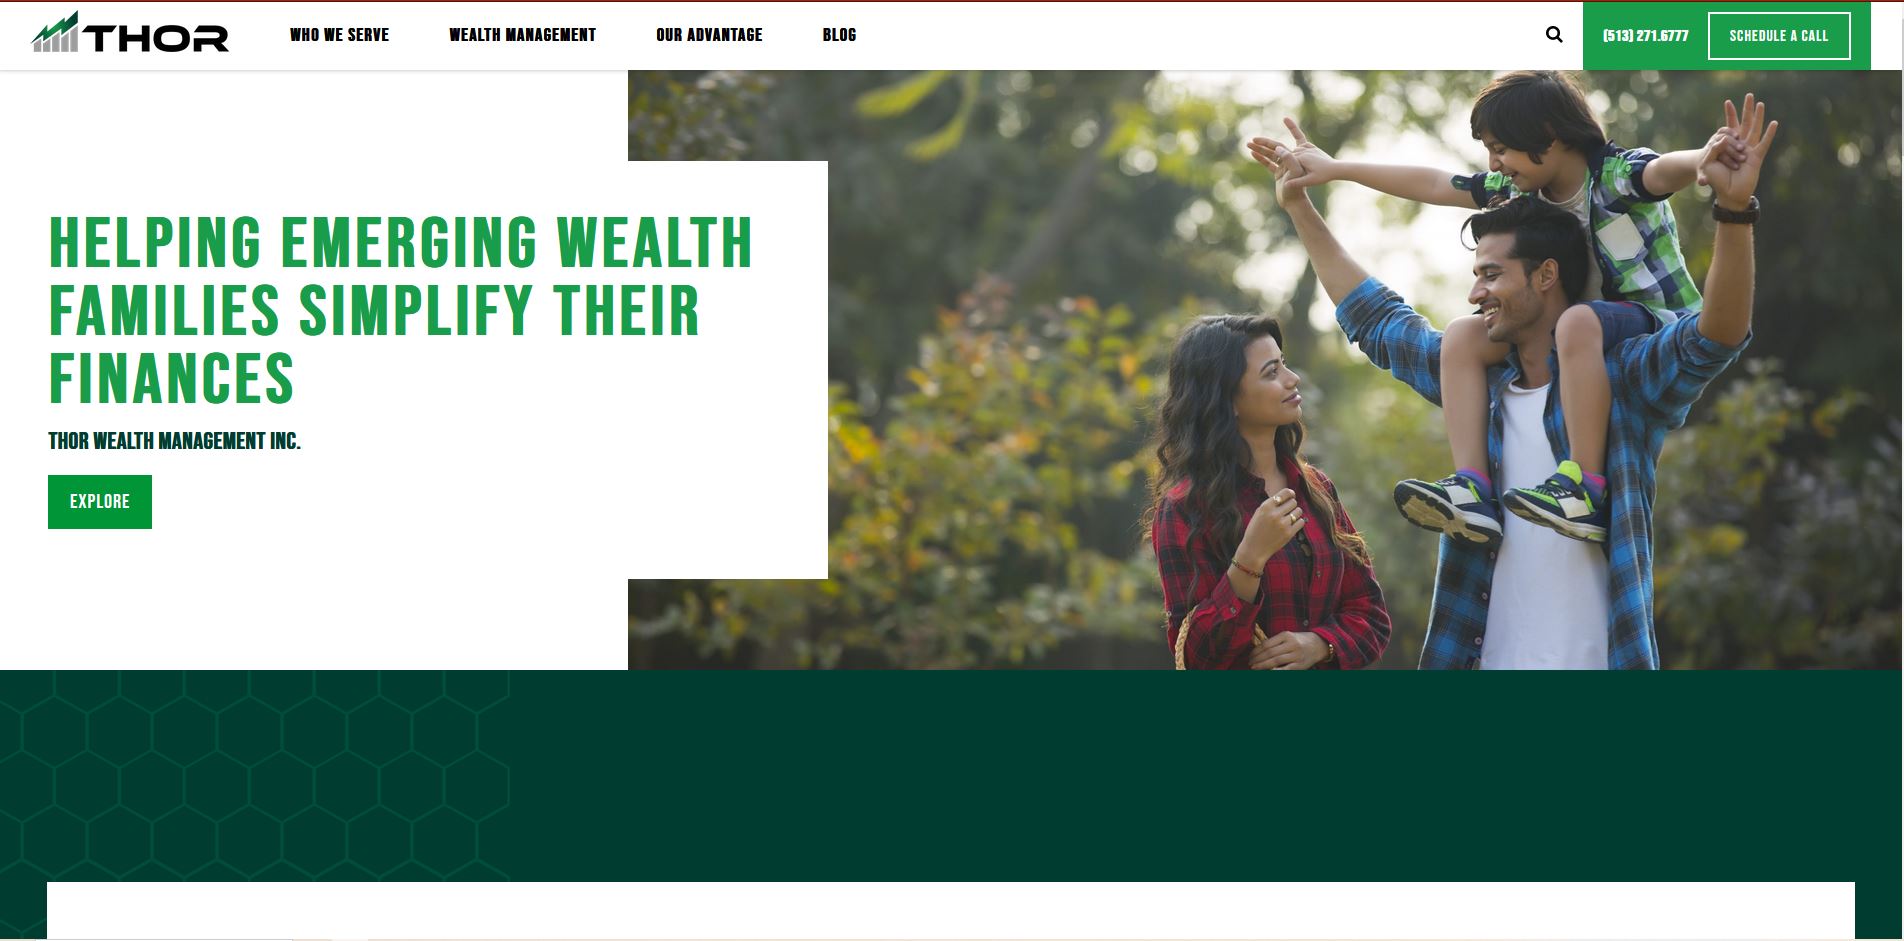 THOR
WHO WE SERVE
WEALTH MANAGEMENT
OUR ADVANTAGE
BLOG
(513) 271.6777
SCHEDULE A CALL
HELPING EMERGING WEALTH
FAMILIES SIMPLIFY THEIR
FINANCES
THOR WEALTH MANAGEMENT INC.
EXPLORE